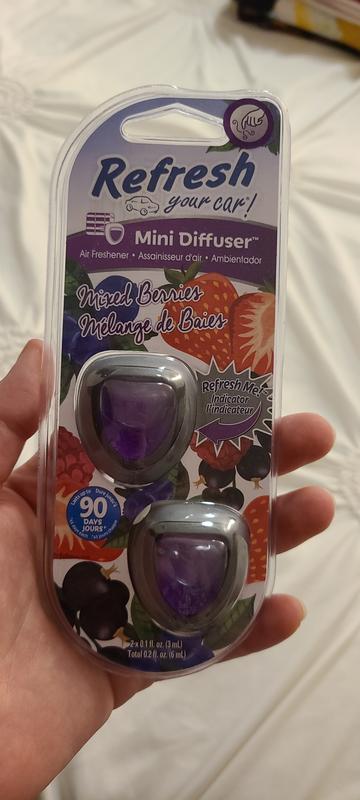 Refresh
your car!
Mini Diffuser™
Air Freshener • Assainisseur d'air • Ambientador
Mixed Berries
Mélange de Baies
Refresh Me!
Indicator
l'indicateur
90
DAYS
JOURS*
2 x 0.1 fl. oz. (3 mL)
Total 0.2 fl. oz. (6 mL)